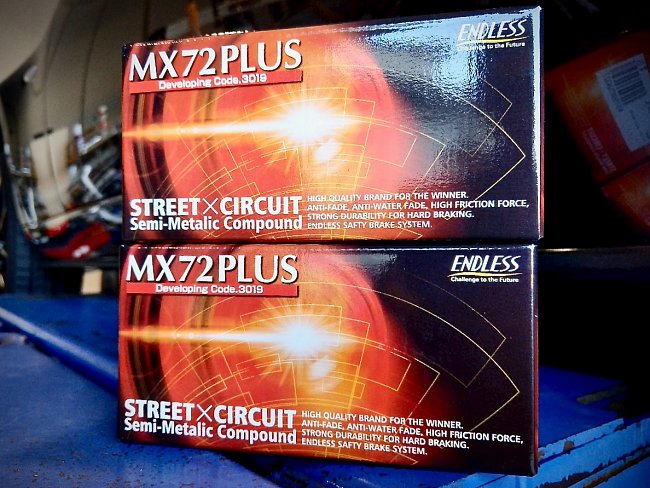 MX72PLUS
Developing Code.3019
ENDLESS
Challenge to the Future
STREET×CIRCUIT
Semi-Metalic Compound
HIGH QUALITY BRAND FOR THE WINNER.
ANTI-FADE, ANTI-WATER FADE, HIGH FRICTION FORCE,
STRONG DURABILITY FOR HARD BRAKING.
ENDLESS SAFTY BRAKE SYSTEM.
MX72PLUS
Developing Code.3019
ENDLESS
Challenge to the Future
STREET×CIRCUIT
Semi-Metalic Compound
HIGH QUALITY BRAND FOR THE WINNER.
ANTI-FADE, ANTI-WATER FADE, HIGH FRICTION FORCE,
STRONG DURABILITY FOR HARD BRAKING.
ENDLESS SAFTY BRAKE SYSTEM.